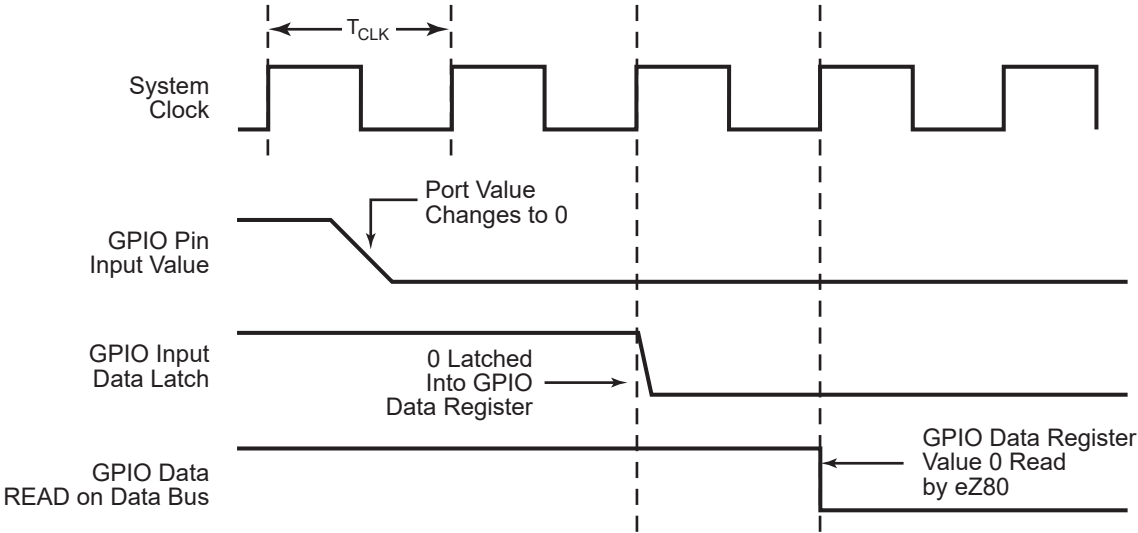 T_CLK
System
Clock
Port Value
Changes to 0
GPIO Pin
Input Value
GPIO Input
Data Latch
0 Latched
Into GPIO
Data Register
GPIO Data
READ on Data Bus
GPIO Data Register
Value 0 Read
by eZ80